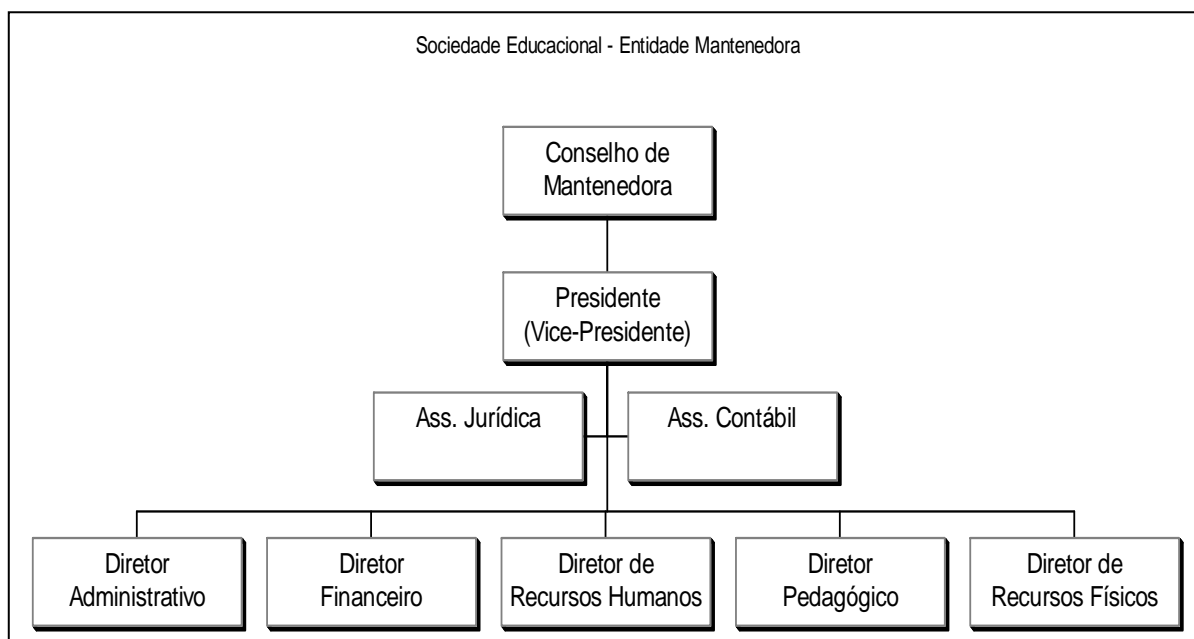 Sociedade Educacional - Entidade Mantenedora
Conselho de
Mantenedora
Presidente
(Vice-Presidente)
Ass. Jurídica
Ass. Contábil
Diretor
Administrativo
Diretor
Financeiro
Diretor de
Recursos Humanos
Diretor
Pedagógico
Diretor de
Recursos Físicos